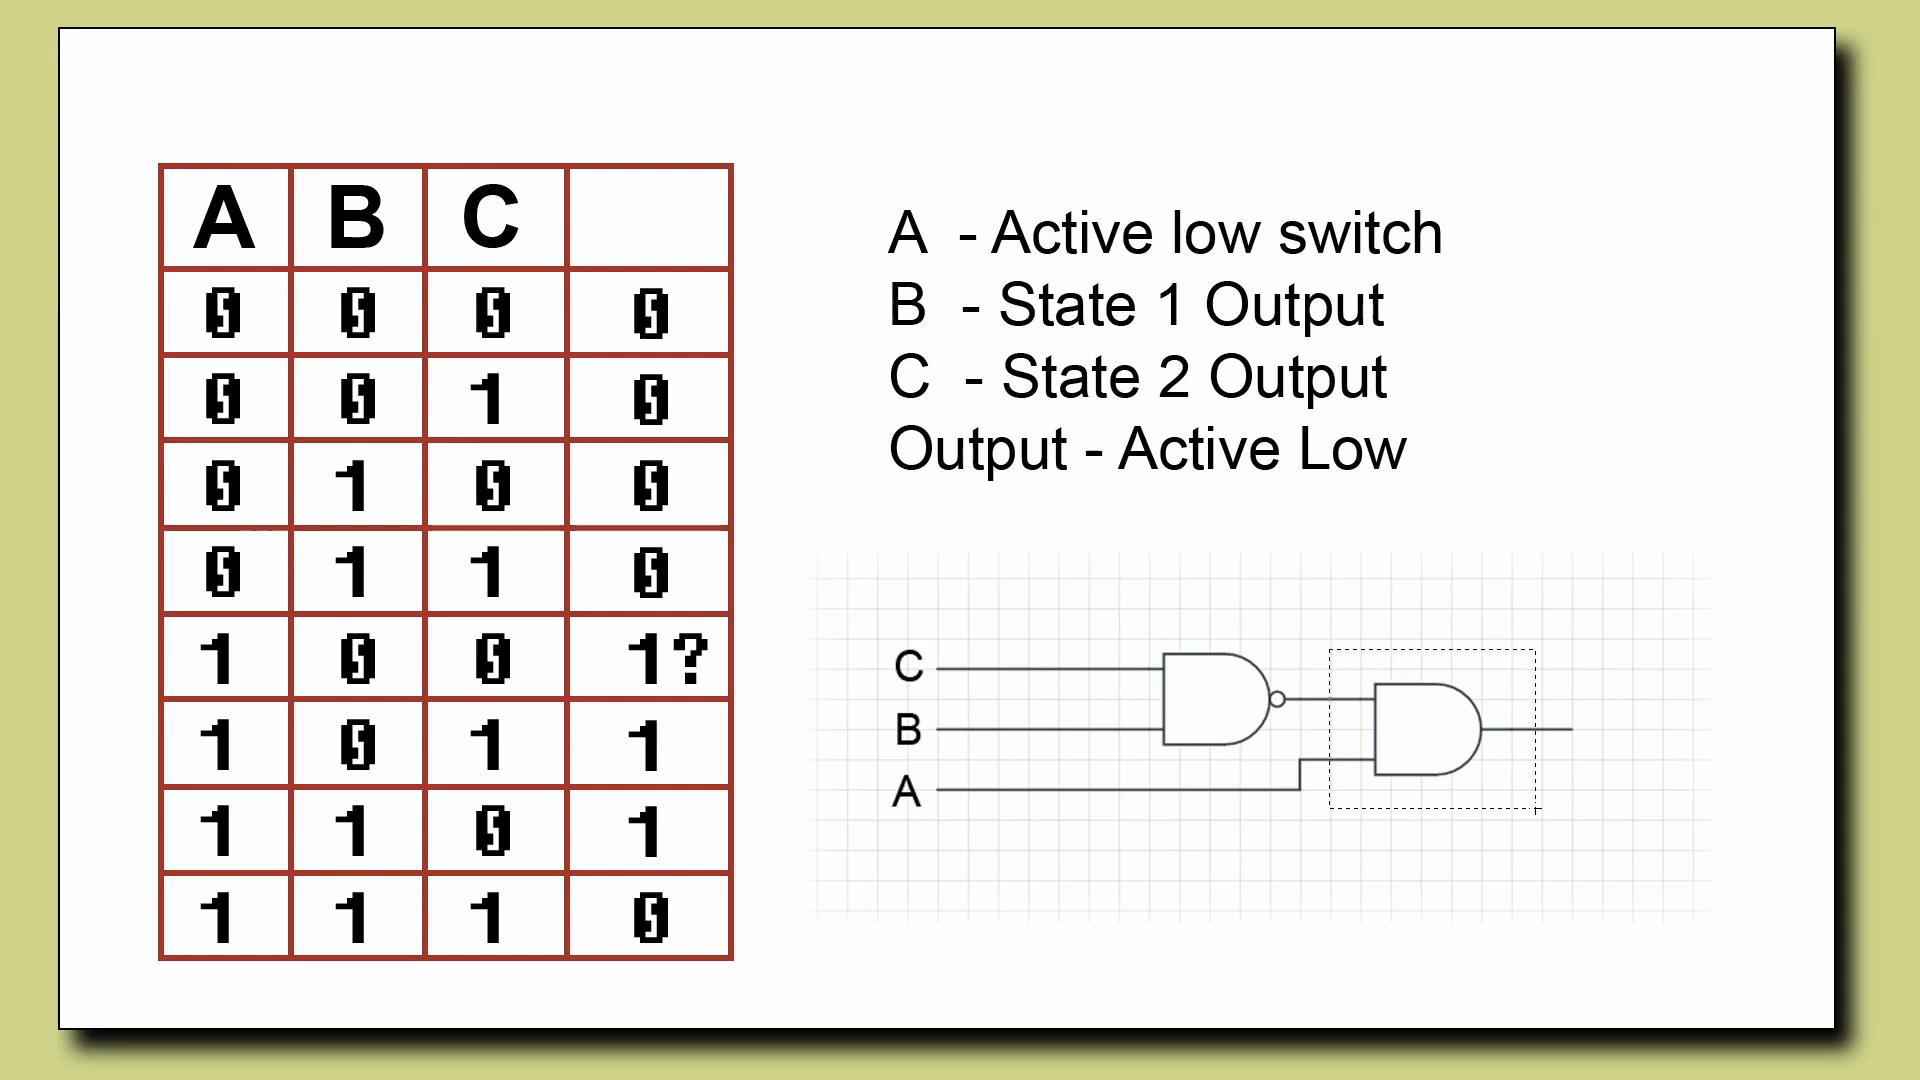 A B C
0 0 0 0
0 0 1 0
0 1 0 0
0 1 1 0
1 0 0 1?
1 0 1 1
1 1 0 1
1 1 1 0
A - Active low switch
B - State 1 Output
C - State 2 Output
Output - Active Low
C
B
A